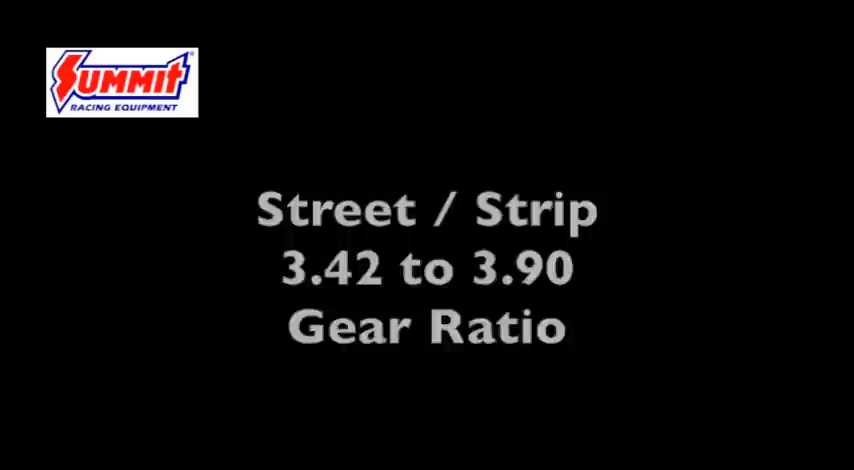 SUMMIT
RACING EQUIPMENT
Street / Strip
3.42 to 3.90
Gear Ratio